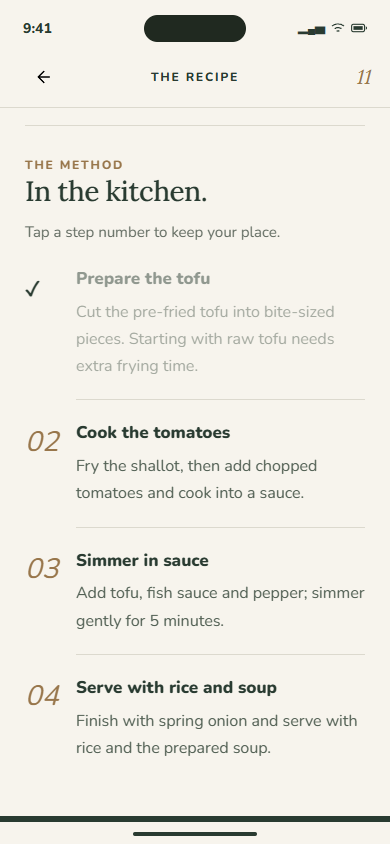 9:41
THE RECIPE
11
THE METHOD
In the kitchen.
Tap a step number to keep your place.
Prepare the tofu
Cut the pre-fried tofu into bite-sized
pieces. Starting with raw tofu needs
extra frying time.
02
Cook the tomatoes
Fry the shallot, then add chopped
tomatoes and cook into a sauce.
03
Simmer in sauce
Add tofu, fish sauce and pepper; simmer
gently for 5 minutes.
04
Serve with rice and soup
Finish with spring onion and serve with
rice and the prepared soup.